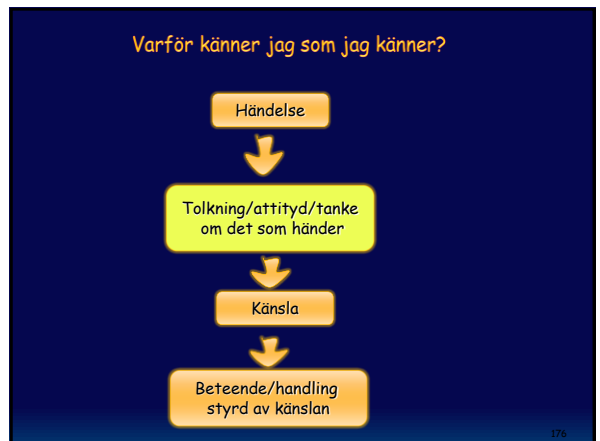 Varför känner jag som jag känner?
Händelse
Tolkning/attityd/tanke
om det som händer
Känsla
Beteende/handling
styrd av känslan
176